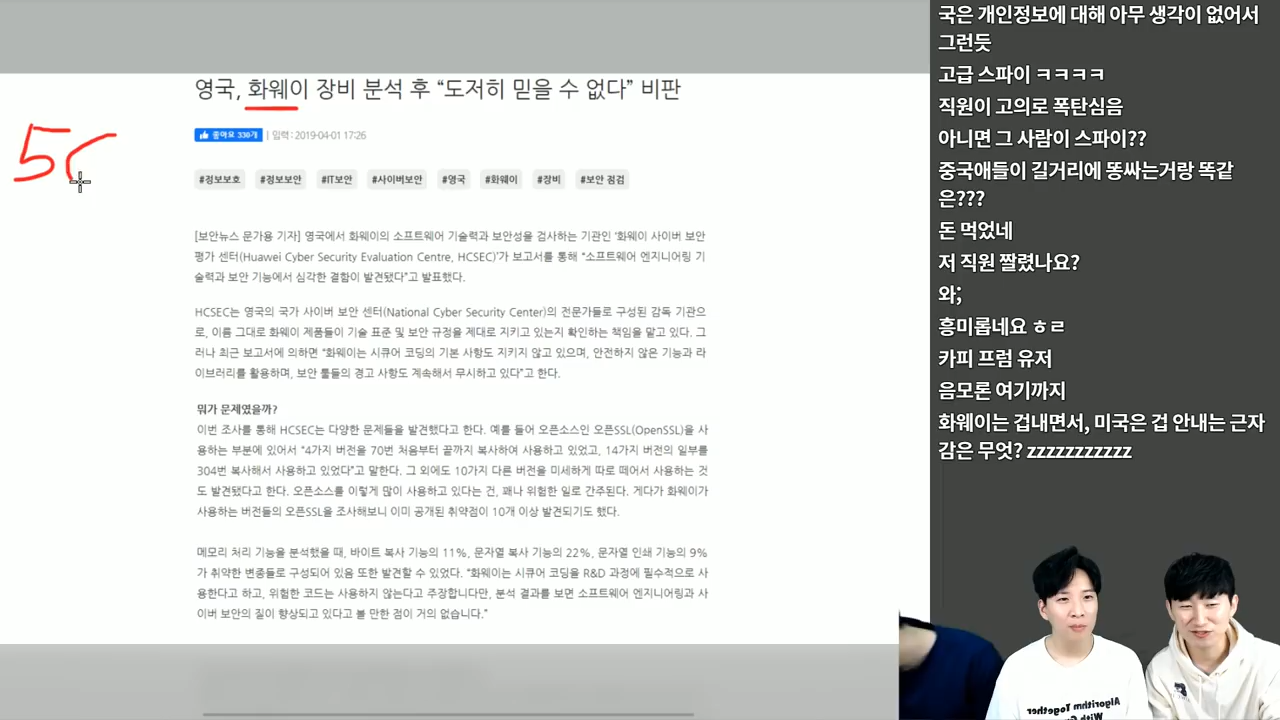 영국, 화웨이 장비 분석 후 “도저히 믿을 수 없다” 비판
좋아요 330개 | 입력 : 2019-04-01 17:26
#정보보호 #정보보안 #IT보안 #사이버보안 #영국 #화웨이 #장비 #보안 점검
[보안뉴스 문가용 기자] 영국에서 화웨이의 소프트웨어 기술력과 보안성을 검사하는 기관인 ‘화웨이 사이버 보안
평가 센터(Huawei Cyber Security Evaluation Centre, HCSEC)’가 보고서를 통해 “소프트웨어 엔지니어링 기
술력과 보안 기능에서 심각한 결함이 발견됐다”고 발표했다.
HCSEC는 영국의 국가 사이버 보안 센터(National Cyber Security Center)의 전문가들로 구성된 감독 기관으
로, 이름 그대로 화웨이 제품들이 기술 표준 및 보안 규정을 제대로 지키고 있는지 확인하는 책임을 맡고 있다. 그
러나 최근 보고서에 의하면 “화웨이는 시큐어 코딩의 기본 사항도 지키지 않고 있으며, 안전하지 않은 기능과 라
이브러리를 활용하며, 보안 툴들의 경고 사항도 계속해서 무시하고 있다”고 한다.
뭐가 문제였을까?
이번 조사를 통해 HCSEC는 다양한 문제들을 발견했다고 한다. 예를 들어 오픈소스인 오픈SSL(OpenSSL)을 사
용하는 부분에 있어서 “4가지 버전을 70번 처음부터 끝까지 복사하여 사용하고 있었고, 14가지 버전의 일부를
304번 복사해서 사용하고 있었다”고 말한다. 그 외에도 10가지 다른 버전을 미세하게 따로 떼어서 사용하는 것
도 발견됐다고 한다. 오픈소스를 이렇게 많이 사용하고 있다는 건, 꽤나 위험한 일로 간주된다. 게다가 화웨이가
사용하는 버전들의 오픈SSL을 조사해보니 이미 공개된 취약점이 10개 이상 발견되기도 했다.
메모리 처리 기능을 분석했을 때, 바이트 복사 기능의 11%, 문자열 복사 기능의 22%, 문자열 인쇄 기능의 9%
가 취약한 변종들로 구성되어 있음 또한 발견할 수 있었다. “화웨이는 시큐어 코딩을 R&D 과정에 필수적으로 사
용한다고 하고, 위험한 코드는 사용하지 않는다고 주장합니다만, 분석 결과를 보면 소프트웨어 엔지니어링과 사
이버 보안의 질이 향상되고 있다고 볼 만한 점이 거의 없습니다.”
국은 개인정보에 대해 아무 생각이 없어서
그런듯
고급 스파이 ㅋㅋㅋㅋ
직원이 고의로 폭탄심음
아니면 그 사람이 스파이??
중국애들이 길거리에 똥싸는거랑 똑같
은???
돈 먹었네
저 직원 짤렸나요?
와;
흥미롭네요 ㅎㄹ
카피 프럼 유저
음모론 여기까지
화웨이는 겁내면서, 미국은 겁 안내는 근자
감은 무엇? zzzzzzzzzzz
Algorithm Together